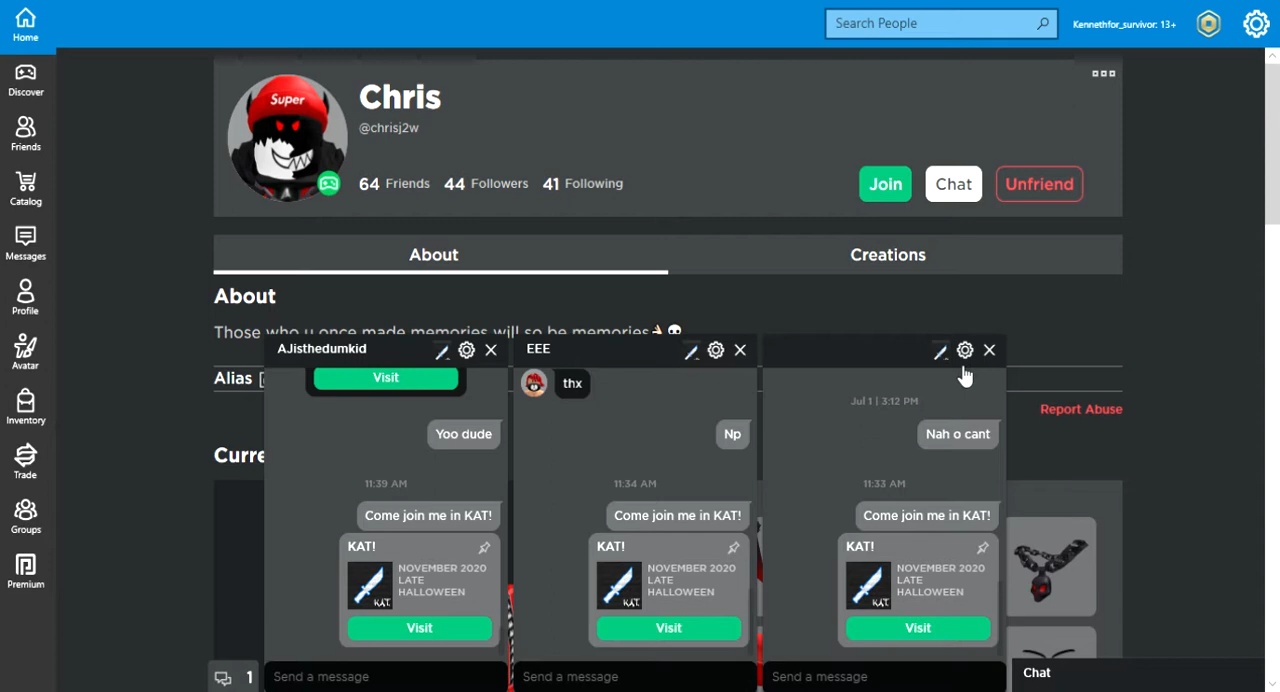 Home
Search People
Kennethfor_survivor: 13+
Discover
Friends
Catalog
Messages
Profile
Avatar
Inventory
Trade
Groups
Premium
Super
Chris
@chrisj2w
64 Friends 44 Followers 41 Following
Join
Chat
Unfriend
About
Creations
About
Those who u once made memories will so be memories
Alias
Report Abuse
Curre
AJisthedumkid
Visit
Yoo dude
11:39 AM
Come join me in KAT!
KAT!
NOVEMBER 2020
LATE
HALLOWEEN
KAT.
Visit
Send a message
EEE
thx
Np
11:34 AM
Come join me in KAT!
KAT!
NOVEMBER 2020
LATE
HALLOWEEN
KAT.
Visit
Send a message
Jul 1 | 3:12 PM
Nah o cant
11:33 AM
Come join me in KAT!
KAT!
NOVEMBER 2020
LATE
HALLOWEEN
KAT.
Visit
Send a message
1
Chat